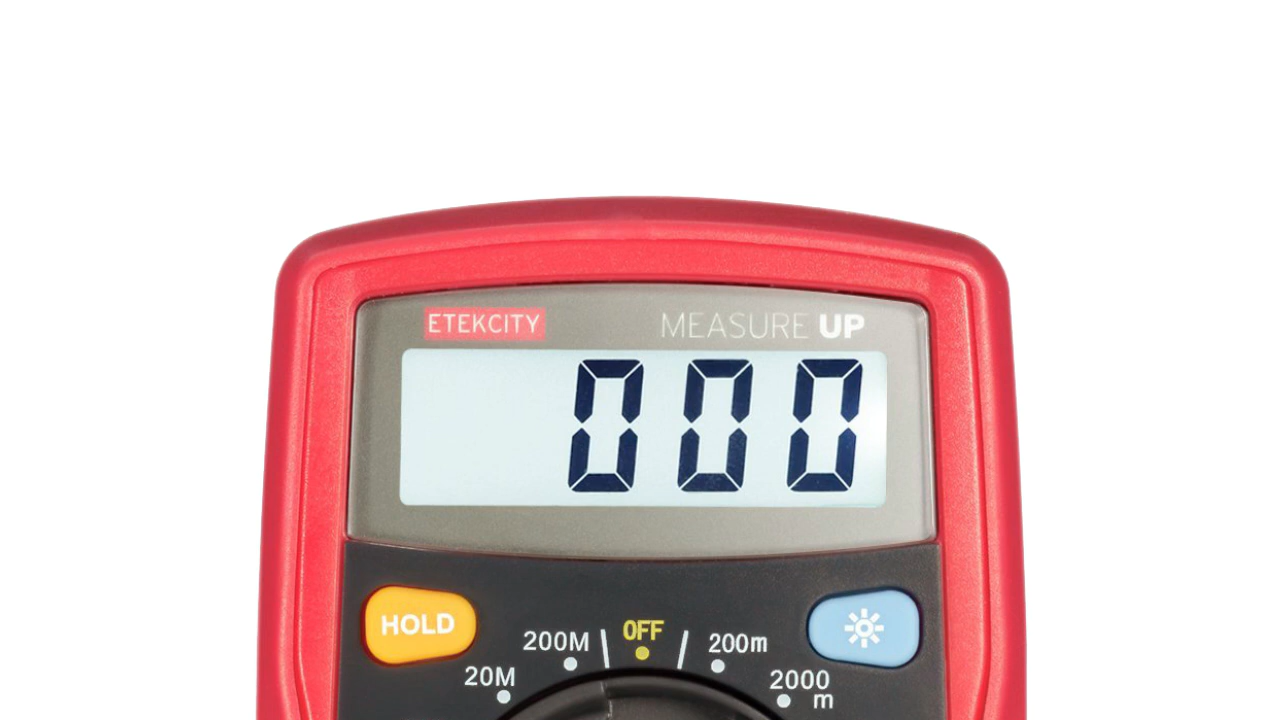 ETEKCITY MEASURE UP
000
HOLD
OFF
200M 200m
20M 2000
m